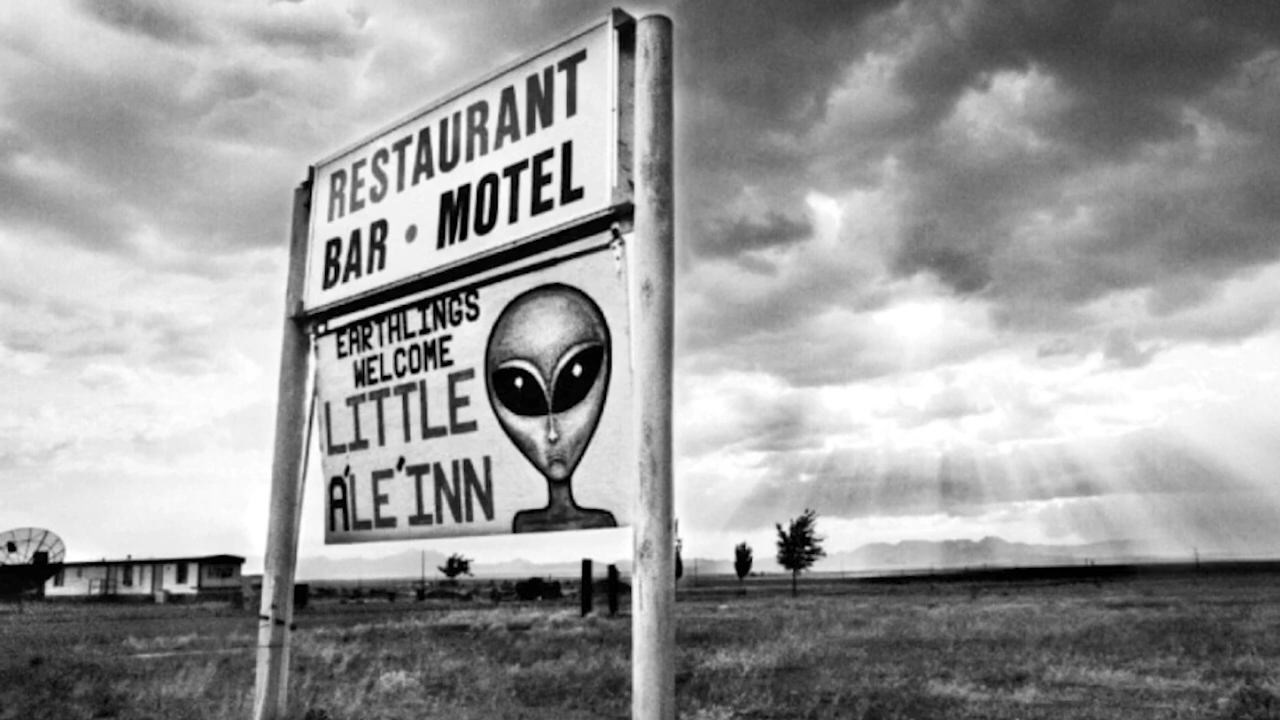 RESTAURANT
BAR • MOTEL
EARTHLINGS
WELCOME
LITTLE
A'LE'INN